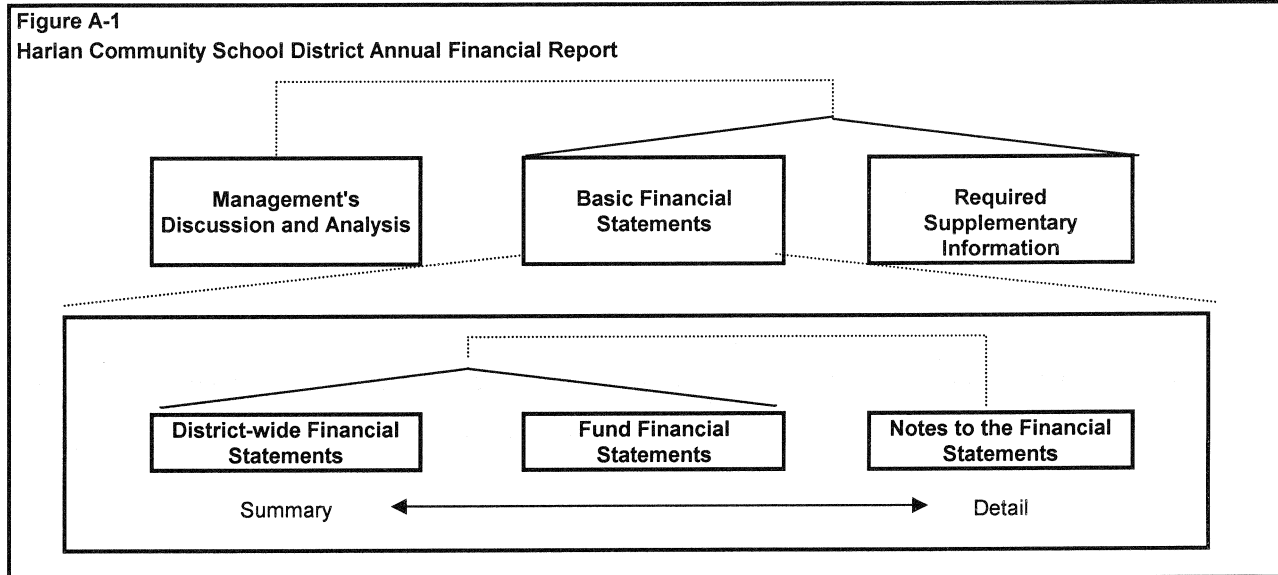 Figure A-1
Harlan Community School District Annual Financial Report
Management's
Discussion and Analysis
Basic Financial
Statements
Required
Supplementary
Information
District-wide Financial
Statements
Fund Financial
Statements
Notes to the Financial
Statements
Summary
Detail